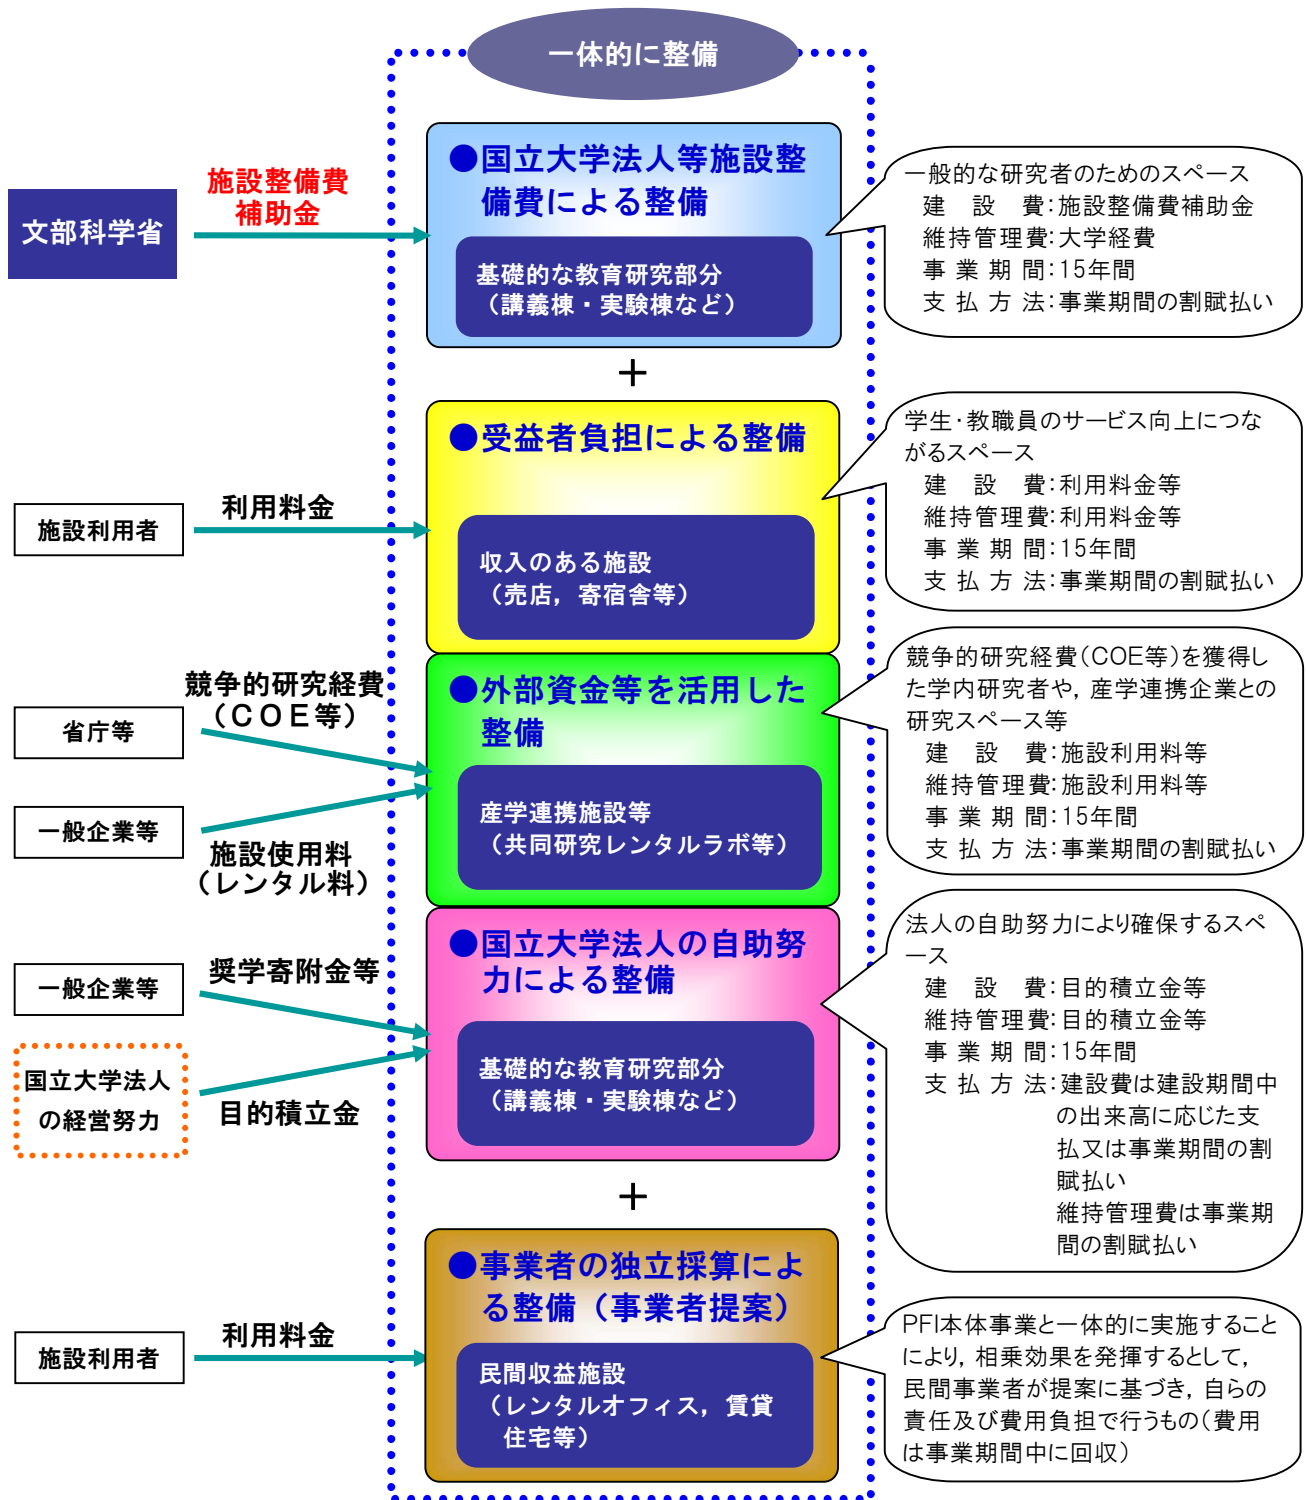 一体的に整備
文部科学省
施設整備費
補助金
●国立大学法人等施設整
備費による整備
基礎的な教育研究部分
（講義棟・実験棟など）
一般的な研究者のためのスペース
建　設　費：施設整備費補助金
維持管理費：大学経費
事 業 期 間：15年間
支 払 方 法：事業期間の割賦払い
＋
施設利用者
利用料金
●受益者負担による整備
収入のある施設
（売店，寄宿舎等）
学生・教職員のサービス向上につな
がるスペース
建　設　費：利用料金等
維持管理費：利用料金等
事 業 期 間：15年間
支 払 方 法：事業期間の割賦払い
省庁等
競争的研究経費
（ＣＯＥ等）
一般企業等
施設使用料
（レンタル料）
●外部資金等を活用した
整備
産学連携施設等
（共同研究レンタルラボ等）
競争的研究経費（COE等）を獲得し
た学内研究者や，産学連携企業との
研究スペース等
建　設　費：施設利用料等
維持管理費：施設利用料等
事 業 期 間：15年間
支 払 方 法：事業期間の割賦払い
一般企業等
奨学寄附金等
国立大学法人
の経営努力
目的積立金
●国立大学法人の自助努
力による整備
基礎的な教育研究部分
（講義棟・実験棟など）
法人の自助努力により確保するスペ
ース
建　設　費：目的積立金等
維持管理費：目的積立金等
事 業 期 間：15年間
支 払 方 法：建設費は建設期間中
の出来高に応じた支
払又は事業期間の割
賦払い
維持管理費は事業期
間の割賦払い
＋
施設利用者
利用料金
●事業者の独立採算によ
る整備（事業者提案）
民間収益施設
（レンタルオフィス，賃貸
住宅等）
PFI本体事業と一体的に実施すること
により，相乗効果を発揮するとして，
民間事業者が提案に基づき，自らの
責任及び費用負担で行うもの（費用
は事業期間中に回収）